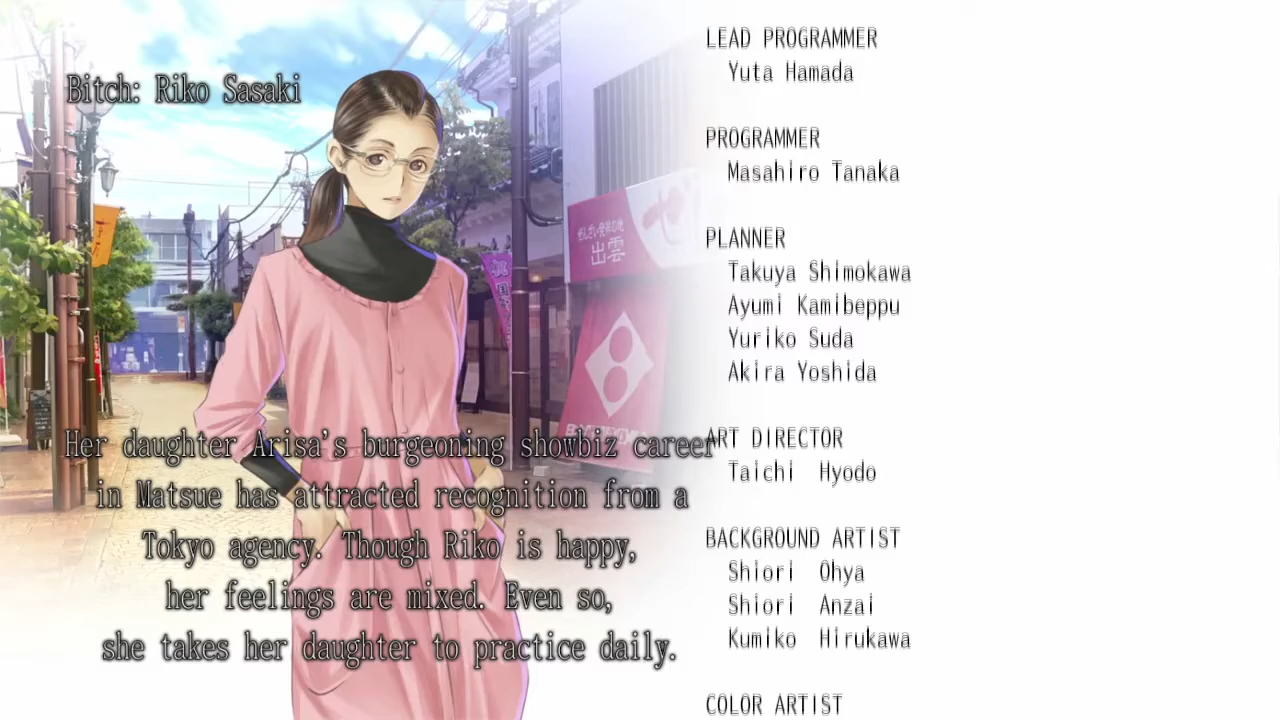 Bitch: Riko Sasaki
Her daughter Arisa's burgeoning showbiz career
in Matsue has attracted recognition from a
Tokyo agency. Though Riko is happy,
her feelings are mixed. Even so,
she takes her daughter to practice daily.
出雲
LEAD PROGRAMMER
Yuta Hamada
PROGRAMMER
Masahiro Tanaka
PLANNER
Takuya Shimokawa
Ayumi Kamibeppu
Yuriko Suda
Akira Yoshida
ART DIRECTOR
Taichi Hyodo
BACKGROUND ARTIST
Shiori Ohya
Shiori Anzai
Kumiko Hirukawa
COLOR ARTIST